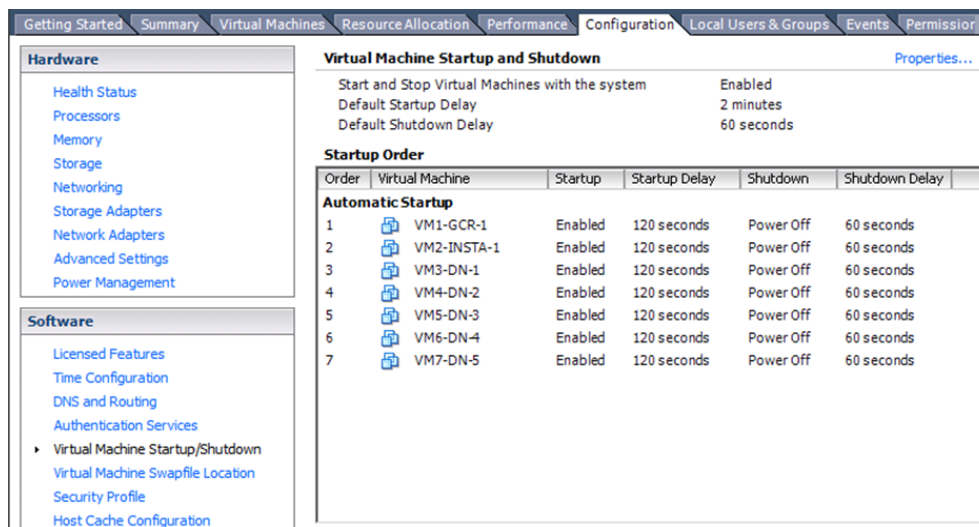 Getting Started Summary Virtual Machines Resource Allocation Performance Configuration Local Users & Groups Events Permission
Hardware
Health Status
Processors
Memory
Storage
Networking
Storage Adapters
Network Adapters
Advanced Settings
Power Management
Software
Licensed Features
Time Configuration
DNS and Routing
Authentication Services
Virtual Machine Startup/Shutdown
Virtual Machine Swapfile Location
Security Profile
Host Cache Configuration
Virtual Machine Startup and Shutdown Properties...
Start and Stop Virtual Machines with the system Enabled
Default Startup Delay 2 minutes
Default Shutdown Delay 60 seconds
Startup Order
Order Virtual Machine Startup Startup Delay Shutdown Shutdown Delay
Automatic Startup
1 VM1-GCR-1 Enabled 120 seconds Power Off 60 seconds
2 VM2-INSTA-1 Enabled 120 seconds Power Off 60 seconds
3 VM3-DN-1 Enabled 120 seconds Power Off 60 seconds
4 VM4-DN-2 Enabled 120 seconds Power Off 60 seconds
5 VM5-DN-3 Enabled 120 seconds Power Off 60 seconds
6 VM6-DN-4 Enabled 120 seconds Power Off 60 seconds
7 VM7-DN-5 Enabled 120 seconds Power Off 60 seconds